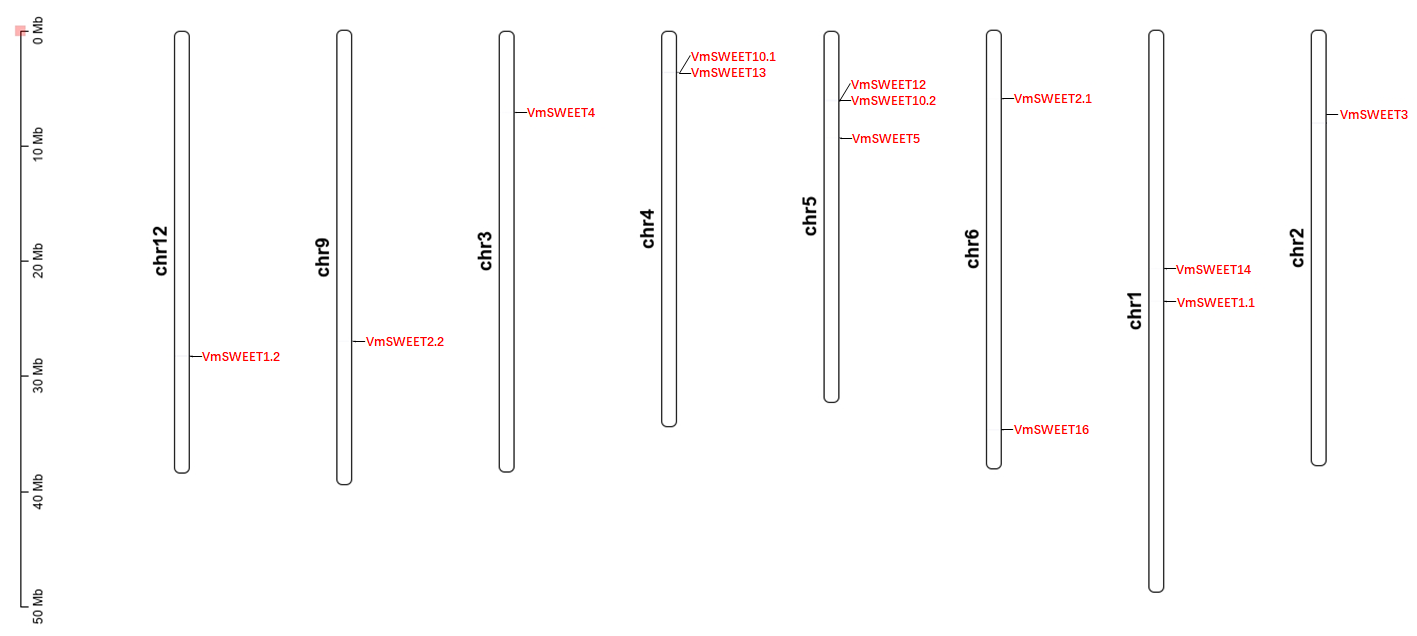 0 Mb
10 Mb
20 Mb
30 Mb
40 Mb
50 Mb
chr12
VmSWEET1.2
chr9
VmSWEET2.2
chr3
VmSWEET4
chr4
VmSWEET10.1
VmSWEET13
chr5
VmSWEET12
VmSWEET10.2
VmSWEET5
chr6
VmSWEET2.1
VmSWEET16
chr1
VmSWEET14
VmSWEET1.1
chr2
VmSWEET3